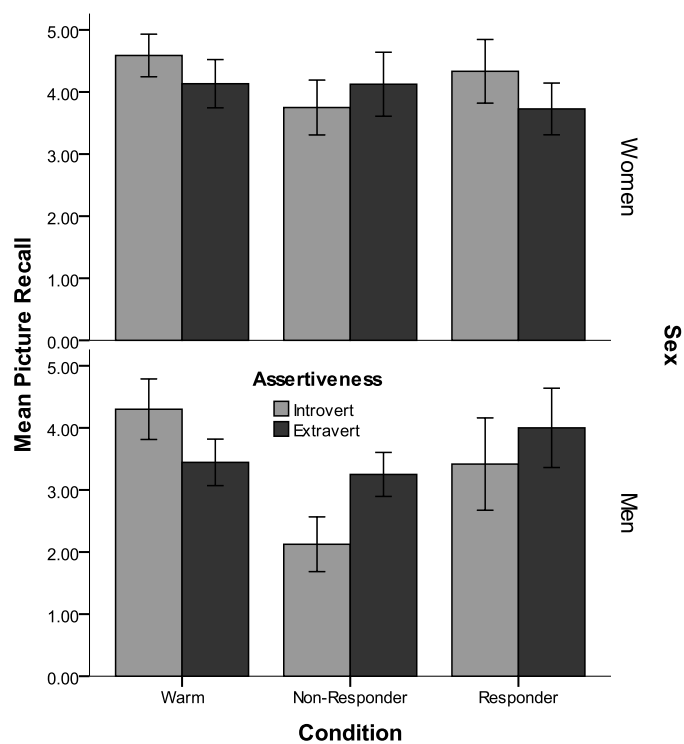 5.00
4.00
3.00
2.00
1.00
0.00
Women
5.00
4.00
3.00
2.00
1.00
0.00
Men
Mean Picture Recall
Sex
Assertiveness
Introvert
Extravert
Warm Non-Responder Responder
Condition